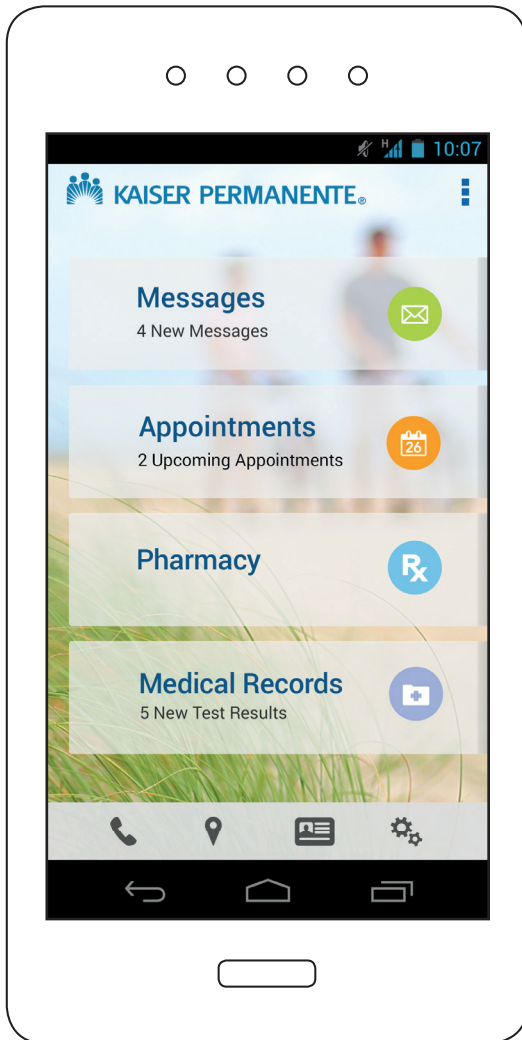 H 10:07
KAISER PERMANENTE®
Messages
4 New Messages
Appointments
2 Upcoming Appointments
26
Pharmacy
Rx
Medical Records
5 New Test Results